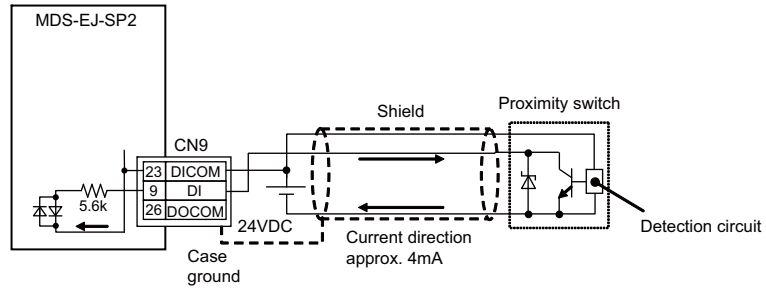 MDS-EJ-SP2
Shield
Proximity switch
CN9
23 DICOM
9 DI
26 DOCOM
5.6k
24VDC
Case
ground
Current direction
approx. 4mA
Detection circuit